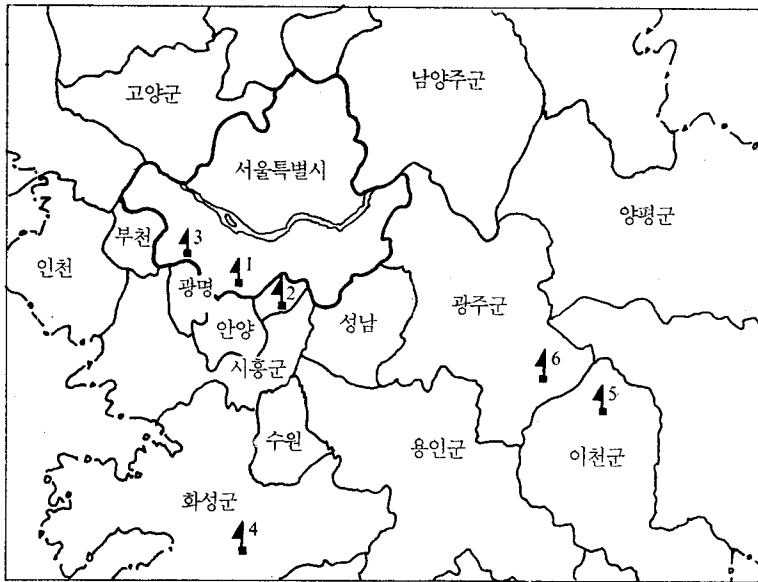 남양주군
고양군
서울특별시
양평군
부천
3
인천
1
광명
2
광주군
성남
안양
시흥군
6
5
수원
용인군
이천군
화성군
4